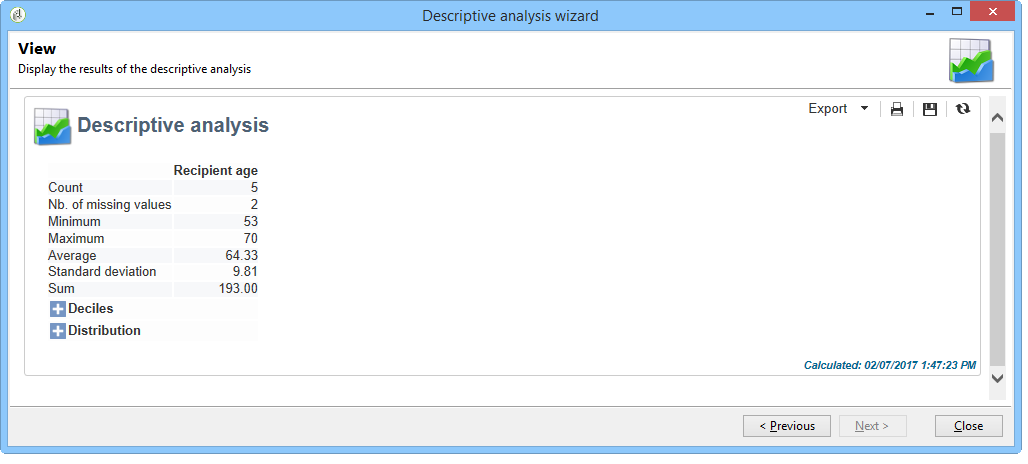 Descriptive analysis wizard
View
Display the results of the descriptive analysis
Export
Descriptive analysis
Recipient age
Count 5
Nb. of missing values 2
Minimum 53
Maximum 70
Average 64.33
Standard deviation 9.81
Sum 193.00
Deciles
Distribution
Calculated: 02/07/2017 1:47:23 PM
< Previous Next > Close